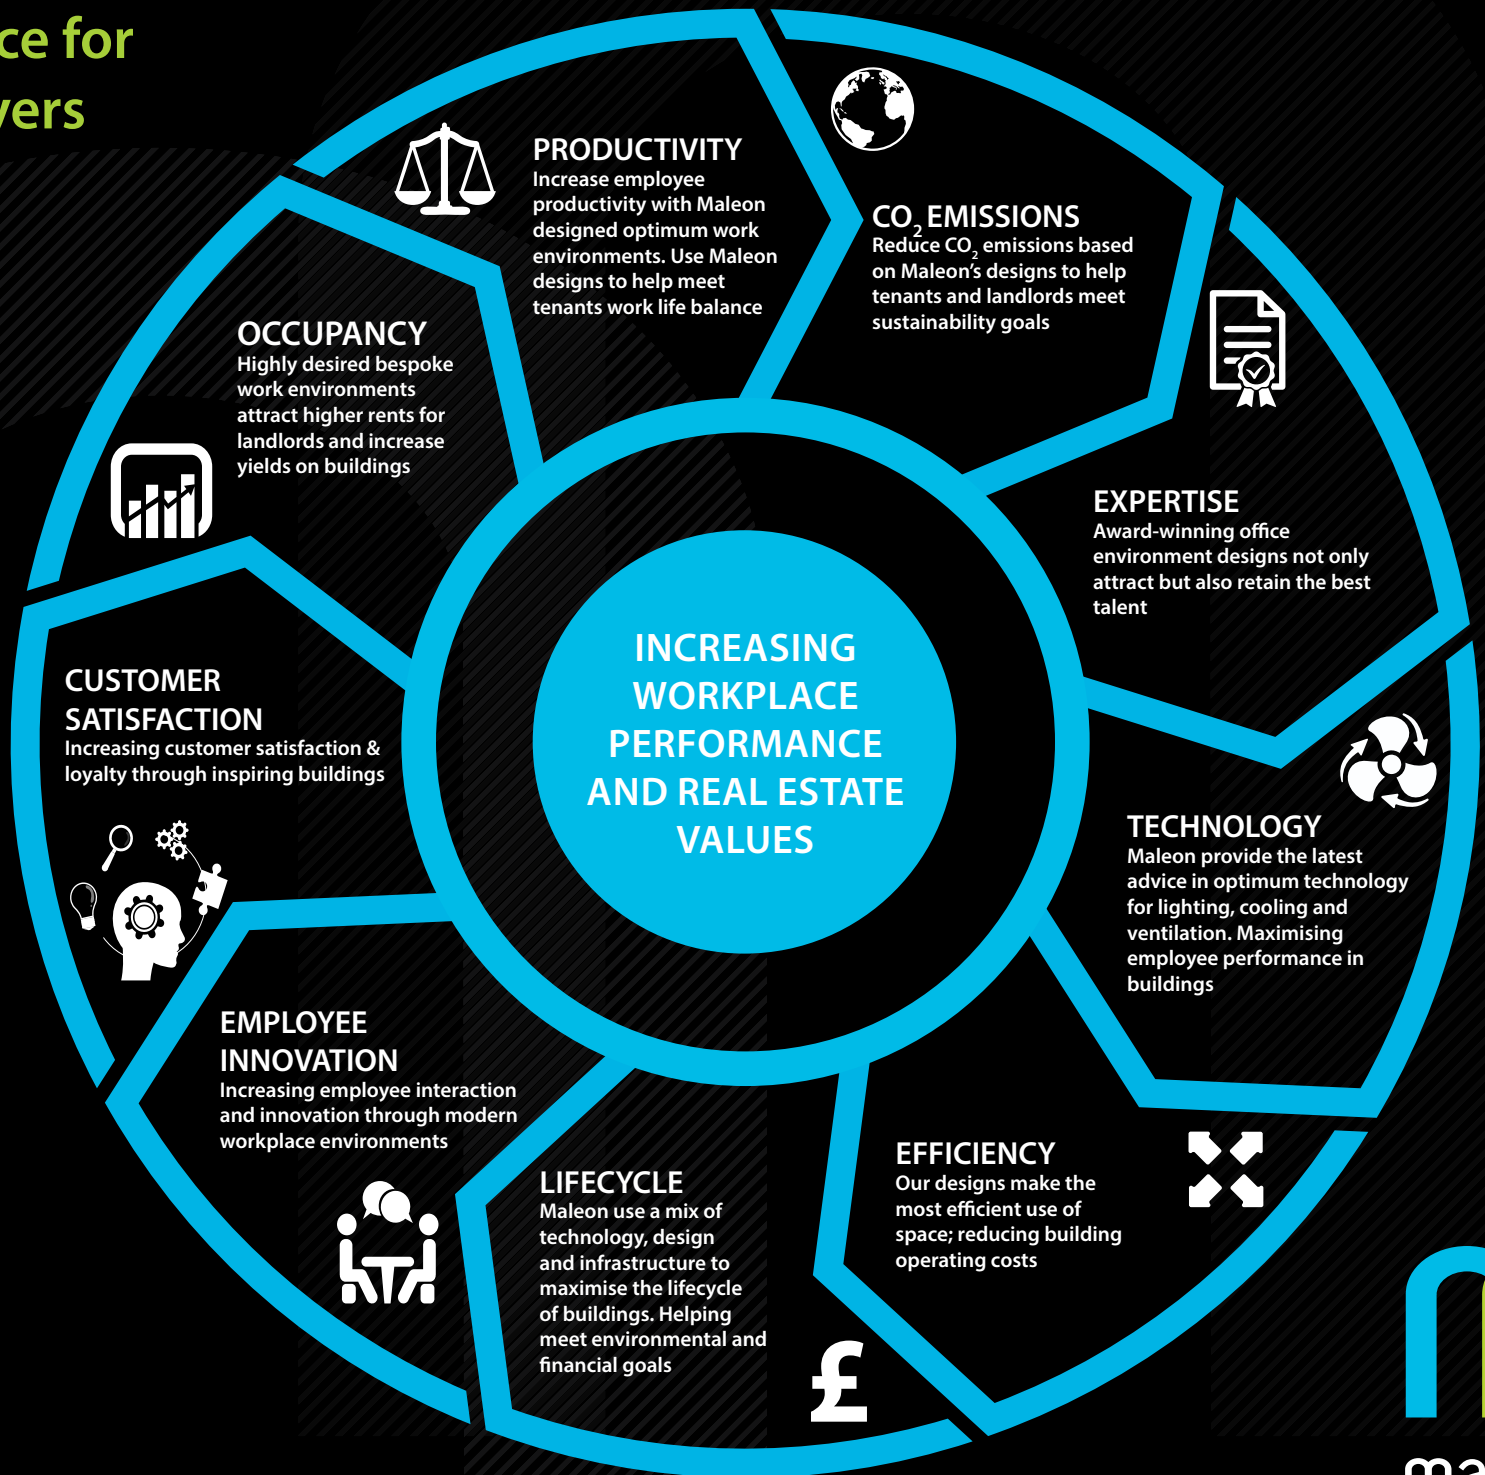 ce for
yers
PRODUCTIVITY
Increase employee
productivity with Maleon
designed optimum work
environments. Use Maleon
designs to help meet
tenants work life balance
CO₂ EMISSIONS
Reduce CO₂ emissions based
on Maleon's designs to help
tenants and landlords meet
sustainability goals
EXPERTISE
Award-winning office
environment designs not only
attract but also retain the best
talent
TECHNOLOGY
Maleon provide the latest
advice in optimum technology
for lighting, cooling and
ventilation. Maximising
employee performance in
buildings
EFFICIENCY
Our designs make the
most efficient use of
space; reducing building
operating costs
£
LIFECYCLE
Maleon use a mix of
technology, design
and infrastructure to
maximise the lifecycle
of buildings. Helping
meet environmental and
financial goals
EMPLOYEE
INNOVATION
Increasing employee interaction
and innovation through modern
workplace environments
CUSTOMER
SATISFACTION
Increasing customer satisfaction &
loyalty through inspiring buildings
OCCUPANCY
Highly desired bespoke
work environments
attract higher rents for
landlords and increase
yields on buildings
INCREASING
WORKPLACE
PERFORMANCE
AND REAL ESTATE
VALUES
ma